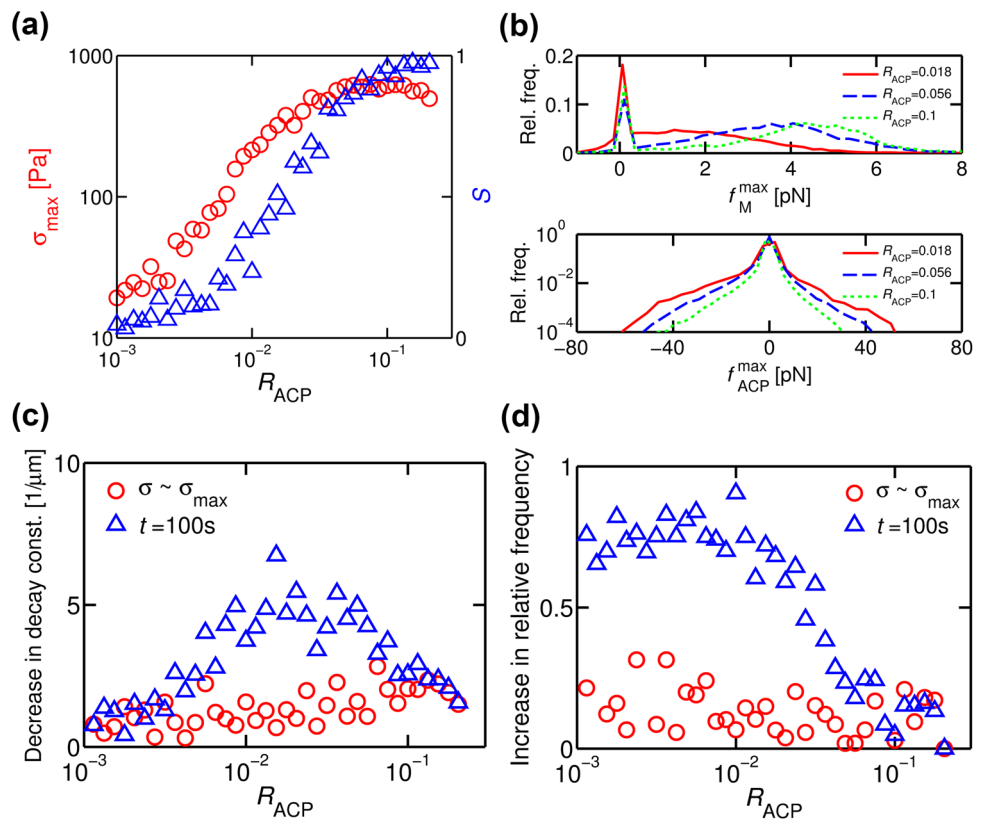 (a)
1000
100
10
σmax [Pa]
1
0
S
10⁻³
10⁻²
10⁻¹
RACP
(b)
0.2
0.1
0
Rel. freq.
RACP=0.018
RACP=0.056
RACP=0.1
0
2
4
6
8
fMmax [pN]
10⁰
10⁻²
10⁻⁴
Rel. freq.
RACP=0.018
RACP=0.056
RACP=0.1
−80
−40
0
40
80
fACPmax [pN]
(c)
10
5
0
Decrease in decay const. [1/μm]
σ ~ σmax
t=100s
10⁻³
10⁻²
10⁻¹
RACP
(d)
1
0.5
0
Increase in relative frequency
σ ~ σmax
t=100s
10⁻³
10⁻²
10⁻¹
RACP